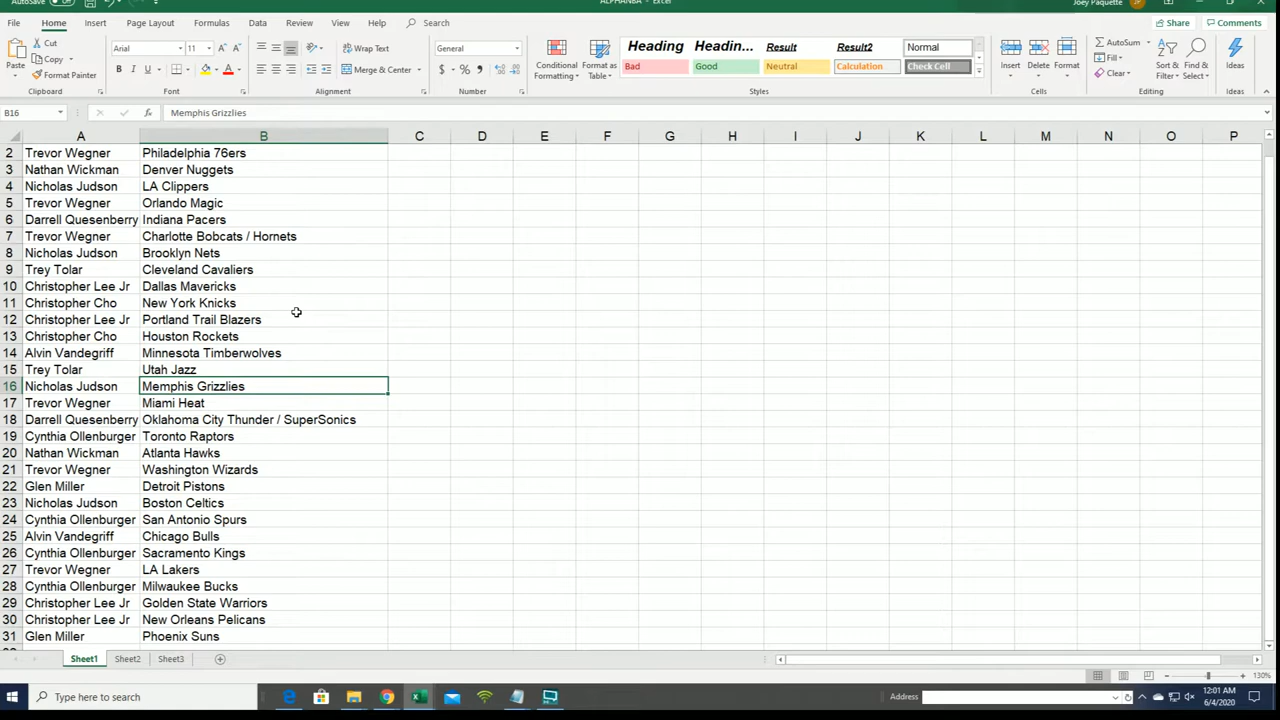 AutoSave Off ALPHANBA - Excel Joey Paquette JP
File Home Insert Page Layout Formulas Data Review View Help Search Share Comments
Paste Cut Copy Format Painter Clipboard
Arial 11 Font
Wrap Text Merge & Center Alignment
General Number
Conditional Formatting Format as Table
Heading Headin... Result Result2 Normal
Bad Good Neutral Calculation Check Cell
Styles
Insert Delete Format Cells
AutoSum Fill Clear Sort & Filter Find & Select Editing
Ideas Ideas
B16 fx Memphis Grizzlies
A B C D E F G H I J K L M N O P
2 Trevor Wegner Philadelphia 76ers
3 Nathan Wickman Denver Nuggets
4 Nicholas Judson LA Clippers
5 Trevor Wegner Orlando Magic
6 Darrell Quesenberry Indiana Pacers
7 Trevor Wegner Charlotte Bobcats / Hornets
8 Nicholas Judson Brooklyn Nets
9 Trey Tolar Cleveland Cavaliers
10 Christopher Lee Jr Dallas Mavericks
11 Christopher Cho New York Knicks
12 Christopher Lee Jr Portland Trail Blazers
13 Christopher Cho Houston Rockets
14 Alvin Vandegriff Minnesota Timberwolves
15 Trey Tolar Utah Jazz
16 Nicholas Judson Memphis Grizzlies
17 Trevor Wegner Miami Heat
18 Darrell Quesenberry Oklahoma City Thunder / SuperSonics
19 Cynthia Ollenburger Toronto Raptors
20 Nathan Wickman Atlanta Hawks
21 Trevor Wegner Washington Wizards
22 Glen Miller Detroit Pistons
23 Nicholas Judson Boston Celtics
24 Cynthia Ollenburger San Antonio Spurs
25 Alvin Vandegriff Chicago Bulls
26 Cynthia Ollenburger Sacramento Kings
27 Trevor Wegner LA Lakers
28 Cynthia Ollenburger Milwaukee Bucks
29 Christopher Lee Jr Golden State Warriors
30 Christopher Lee Jr New Orleans Pelicans
31 Glen Miller Phoenix Suns
Sheet1 Sheet2 Sheet3
130%
Type here to search Address 12:01 AM
6/4/2020